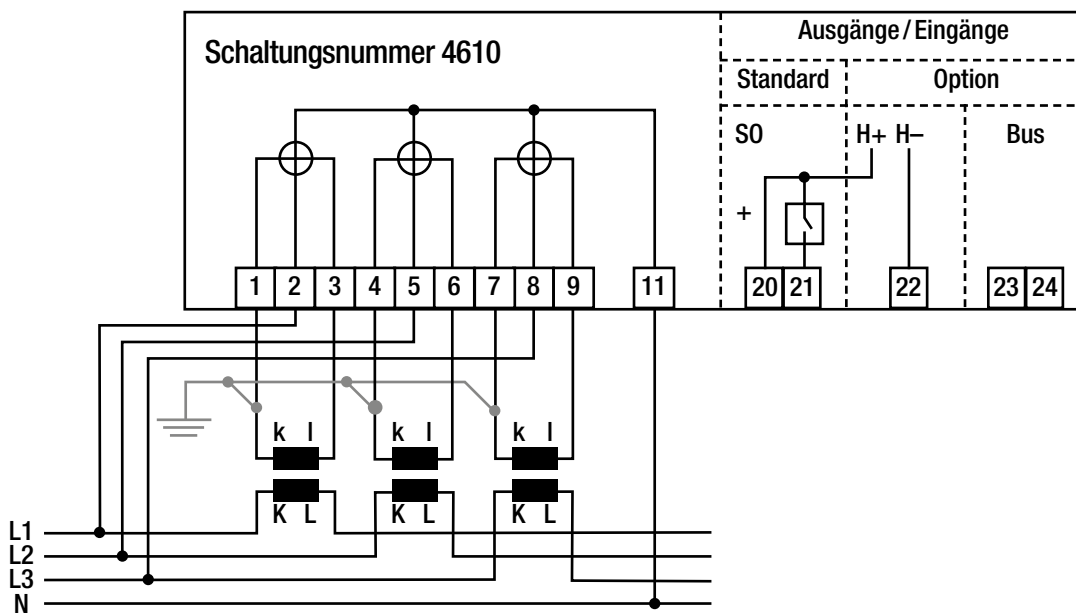 Schaltungsnummer 4610
Ausgänge / Eingänge
Standard
Option
S0
H+ H–
Bus
+
1 2 3 4 5 6 7 8 9 11 20 21 22 23 24
k l k l k l
K L K L K L
L1
L2
L3
N